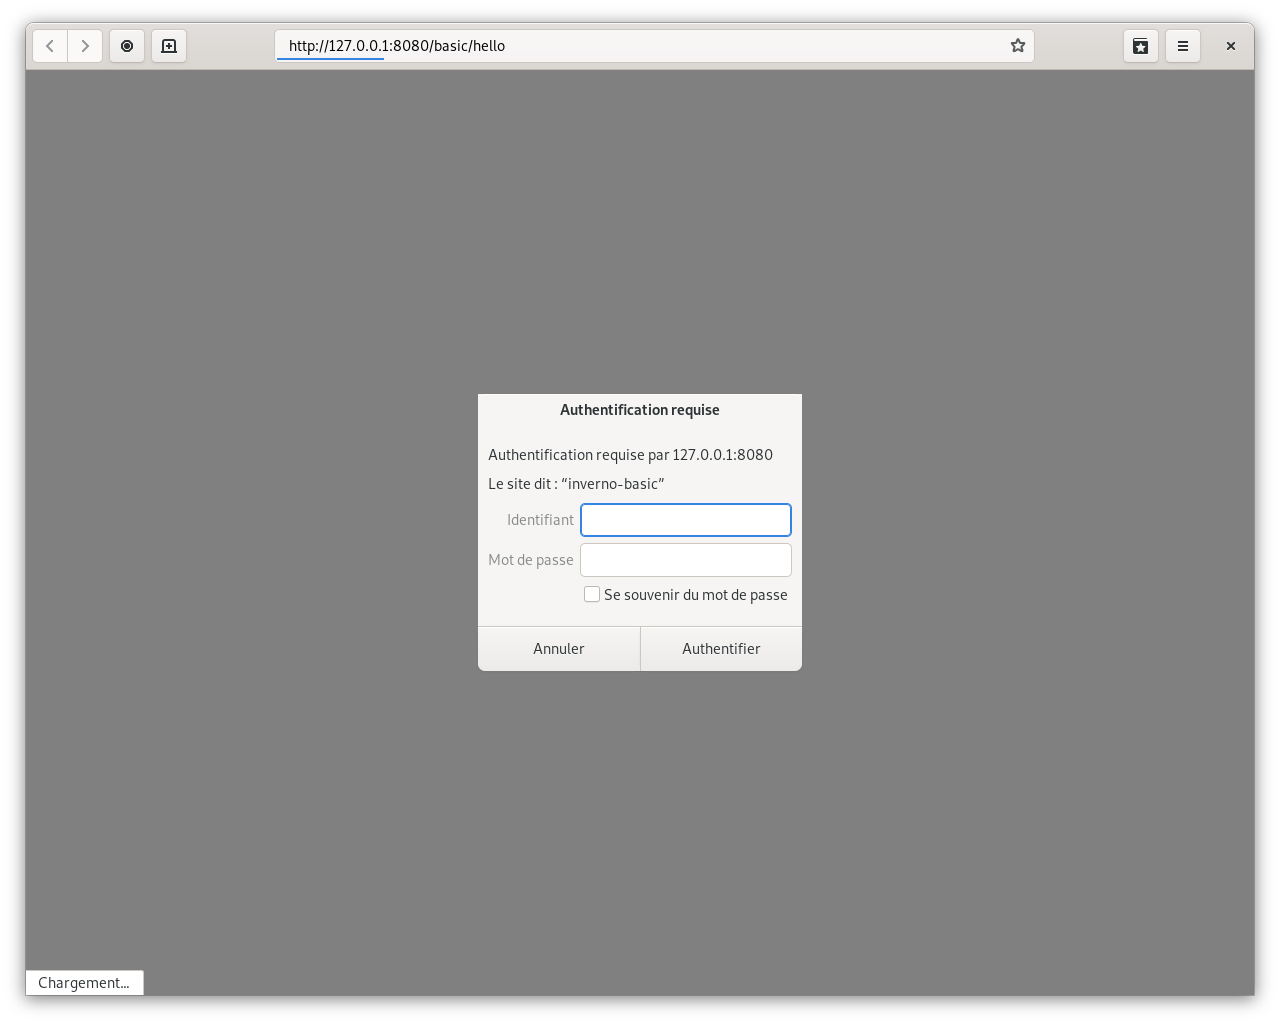 http://127.0.0.1:8080/basic/hello
Authentification requise
Authentification requise par 127.0.0.1:8080
Le site dit : “inverno-basic”
Identifiant
Mot de passe
Se souvenir du mot de passe
Annuler Authentifier
Chargement…